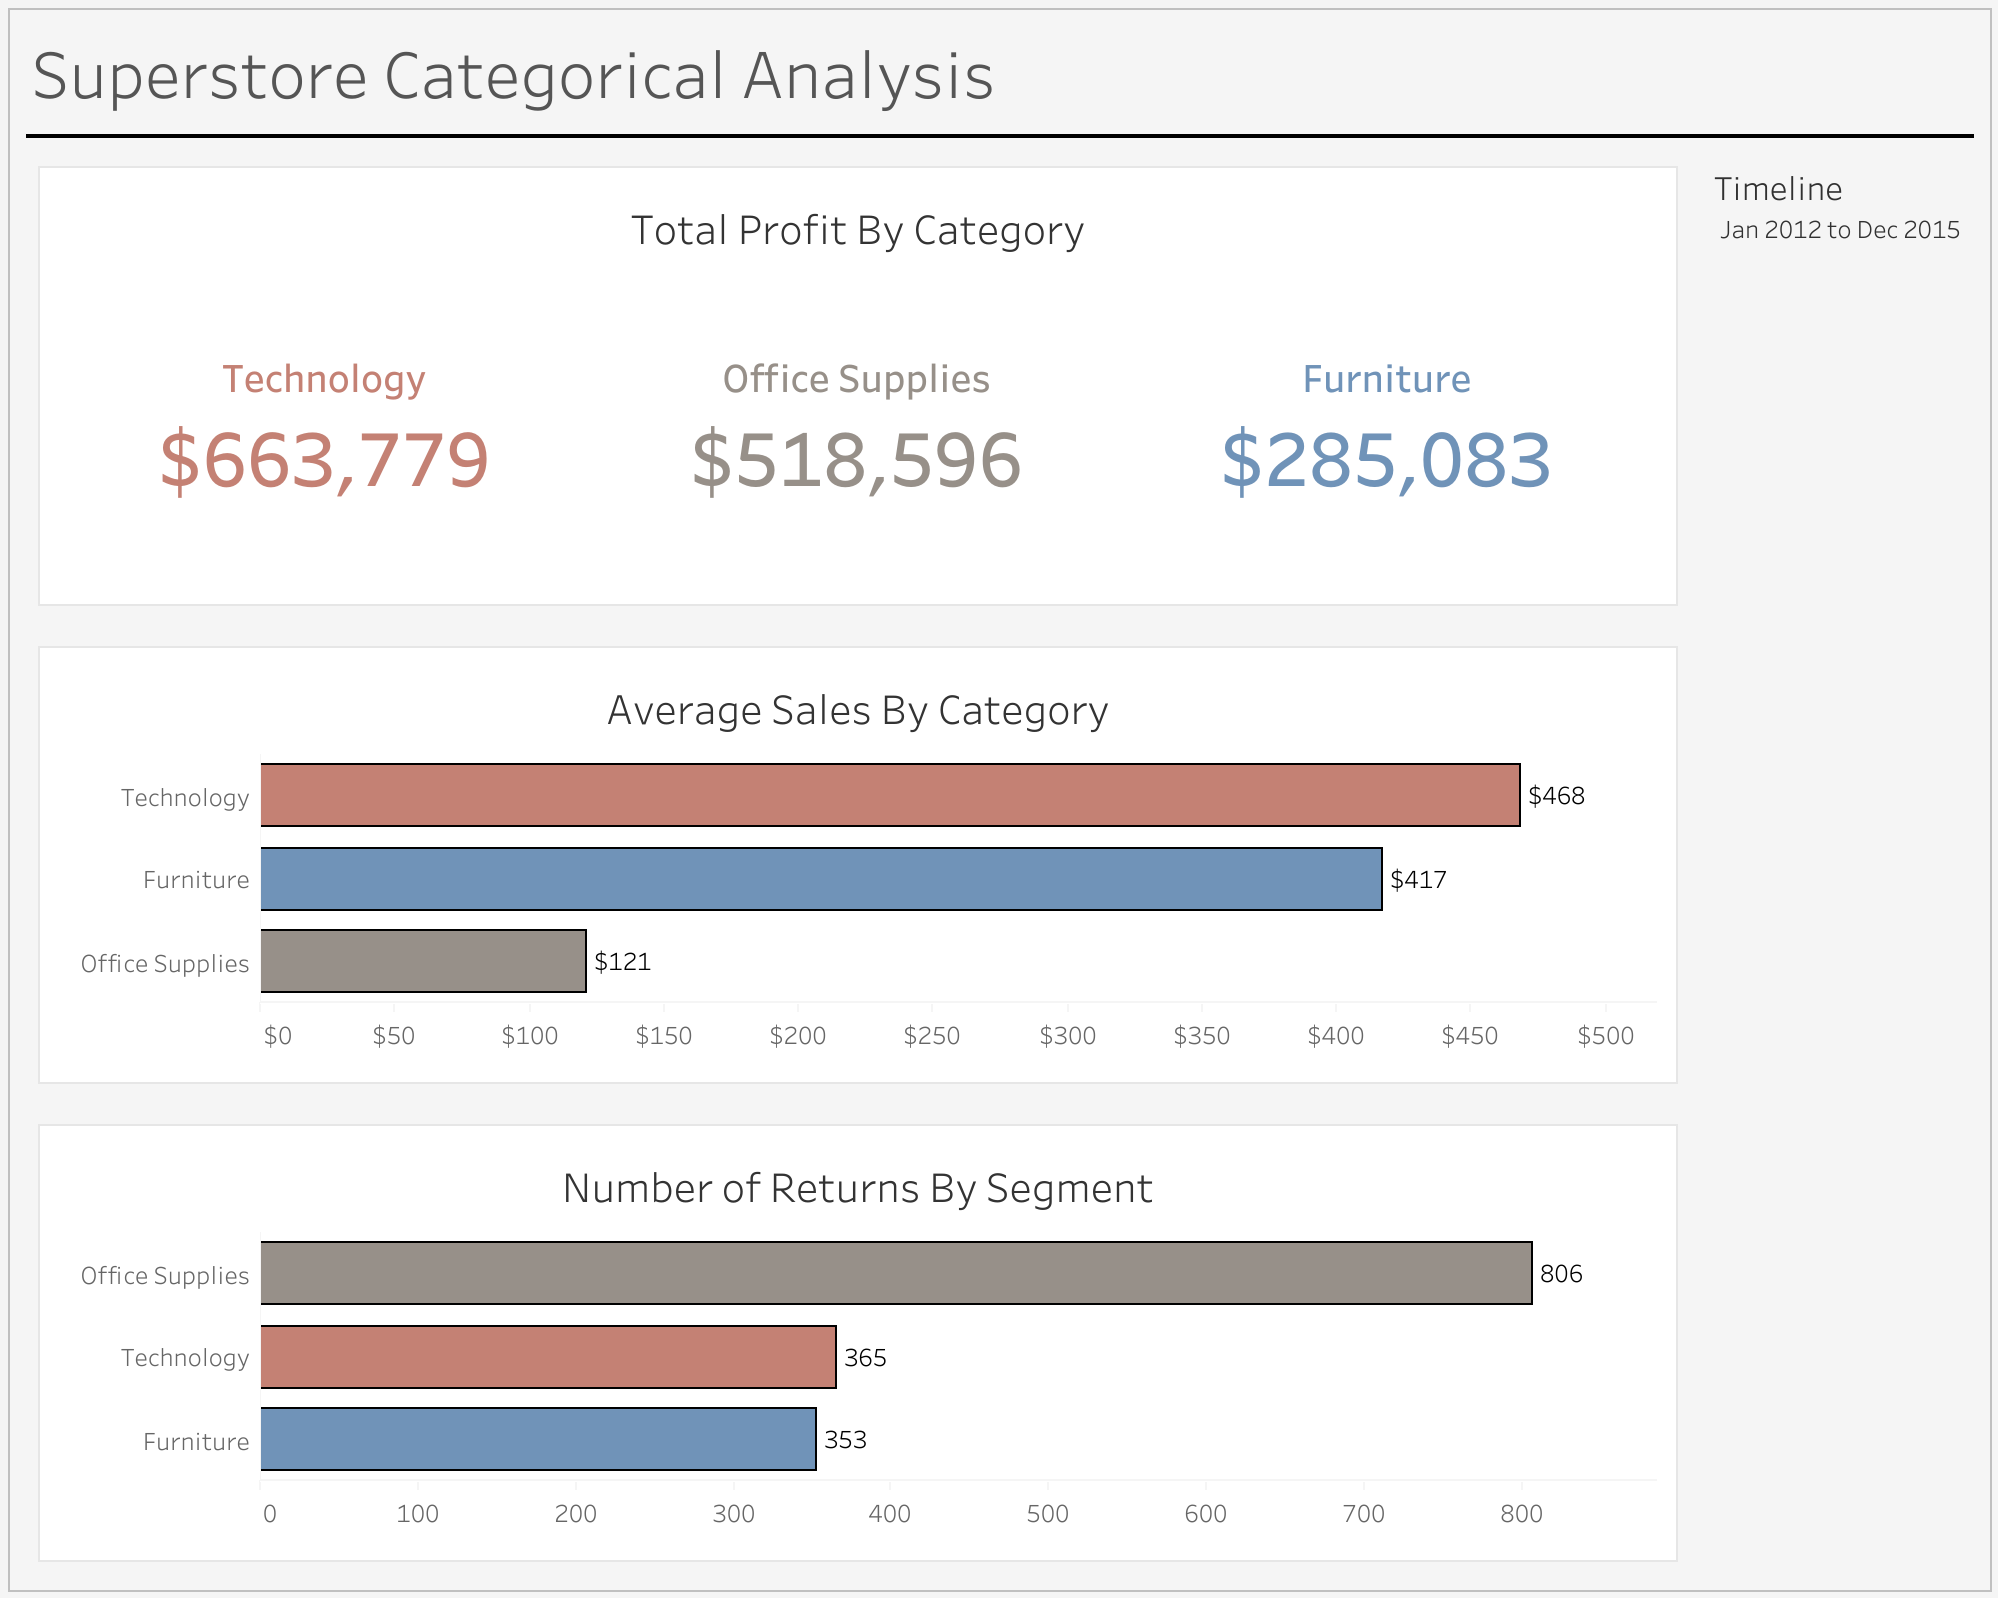 Superstore Categorical Analysis
Timeline
Jan 2012 to Dec 2015
Total Profit By Category
Technology Office Supplies Furniture
$663,779 $518,596 $285,083
Average Sales By Category
Technology $468
Furniture $417
Office Supplies $121
$0 $50 $100 $150 $200 $250 $300 $350 $400 $450 $500
Number of Returns By Segment
Office Supplies 806
Technology 365
Furniture 353
0 100 200 300 400 500 600 700 800